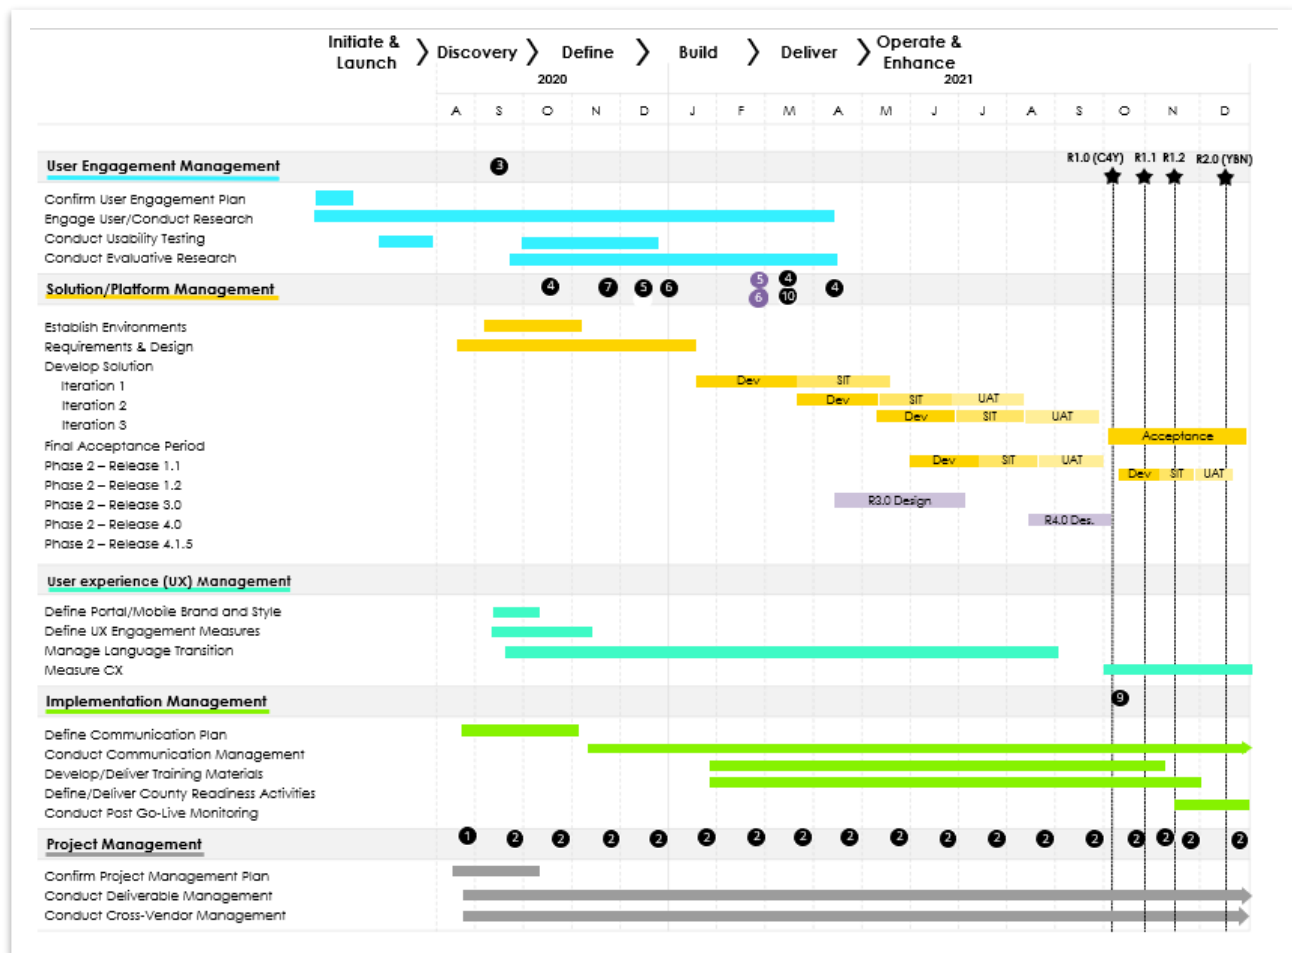 Initiate & Launch > Discovery > Define > Build > Deliver > Operate & Enhance
2020 2021
A S O N D J F M A M J J A S O N D
User Engagement Management 3 R1.0 (C4Y) R1.1 R1.2 R2.0 (YBN)
Confirm User Engagement Plan
Engage User/Conduct Research
Conduct Usability Testing
Conduct Evaluative Research
Solution/Platform Management 4 7 5 6 5 6 4 10 4
Establish Environments
Requirements & Design
Develop Solution
Iteration 1 Dev SIT
Iteration 2 Dev SIT UAT
Iteration 3 Dev SIT UAT
Final Acceptance Period Acceptance
Phase 2 – Release 1.1 Dev SIT UAT
Phase 2 – Release 1.2 Dev SIT UAT
Phase 2 – Release 3.0 R3.0 Design
Phase 2 – Release 4.0 R4.0 Des.
Phase 2 – Release 4.1.5
User experience (UX) Management
Define Portal/Mobile Brand and Style
Define UX Engagement Measures
Manage Language Transition
Measure CX
Implementation Management 9
Define Communication Plan
Conduct Communication Management
Develop/Deliver Training Materials
Define/Deliver County Readiness Activities
Conduct Post Go-Live Monitoring
Project Management 1 2 2 2 2 2 2 2 2 2 2 2 2 2 2 2 2 2
Confirm Project Management Plan
Conduct Deliverable Management
Conduct Cross-Vendor Management